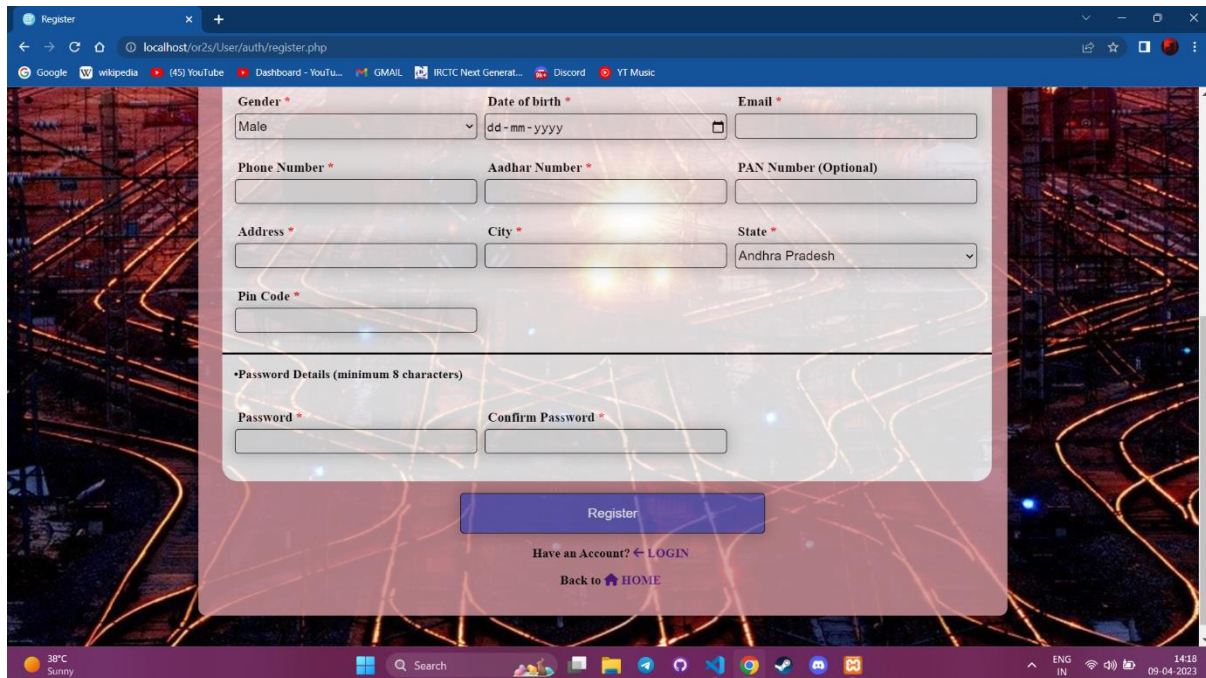 Register
localhost/or2s/User/auth/register.php
Google wikipedia (45) YouTube Dashboard - YouTu... GMAIL IRCTC Next Generat... Discord YT Music
Gender * Date of birth * Email *
Male dd-mm-yyyy
Phone Number * Aadhar Number * PAN Number (Optional)
Address * City * State *
Andhra Pradesh
Pin Code *
•Password Details (minimum 8 characters)
Password * Confirm Password *
Register
Have an Account? ← LOGIN
Back to HOME
38°C
Sunny
Search
ENG
IN
14:18
09-04-2023